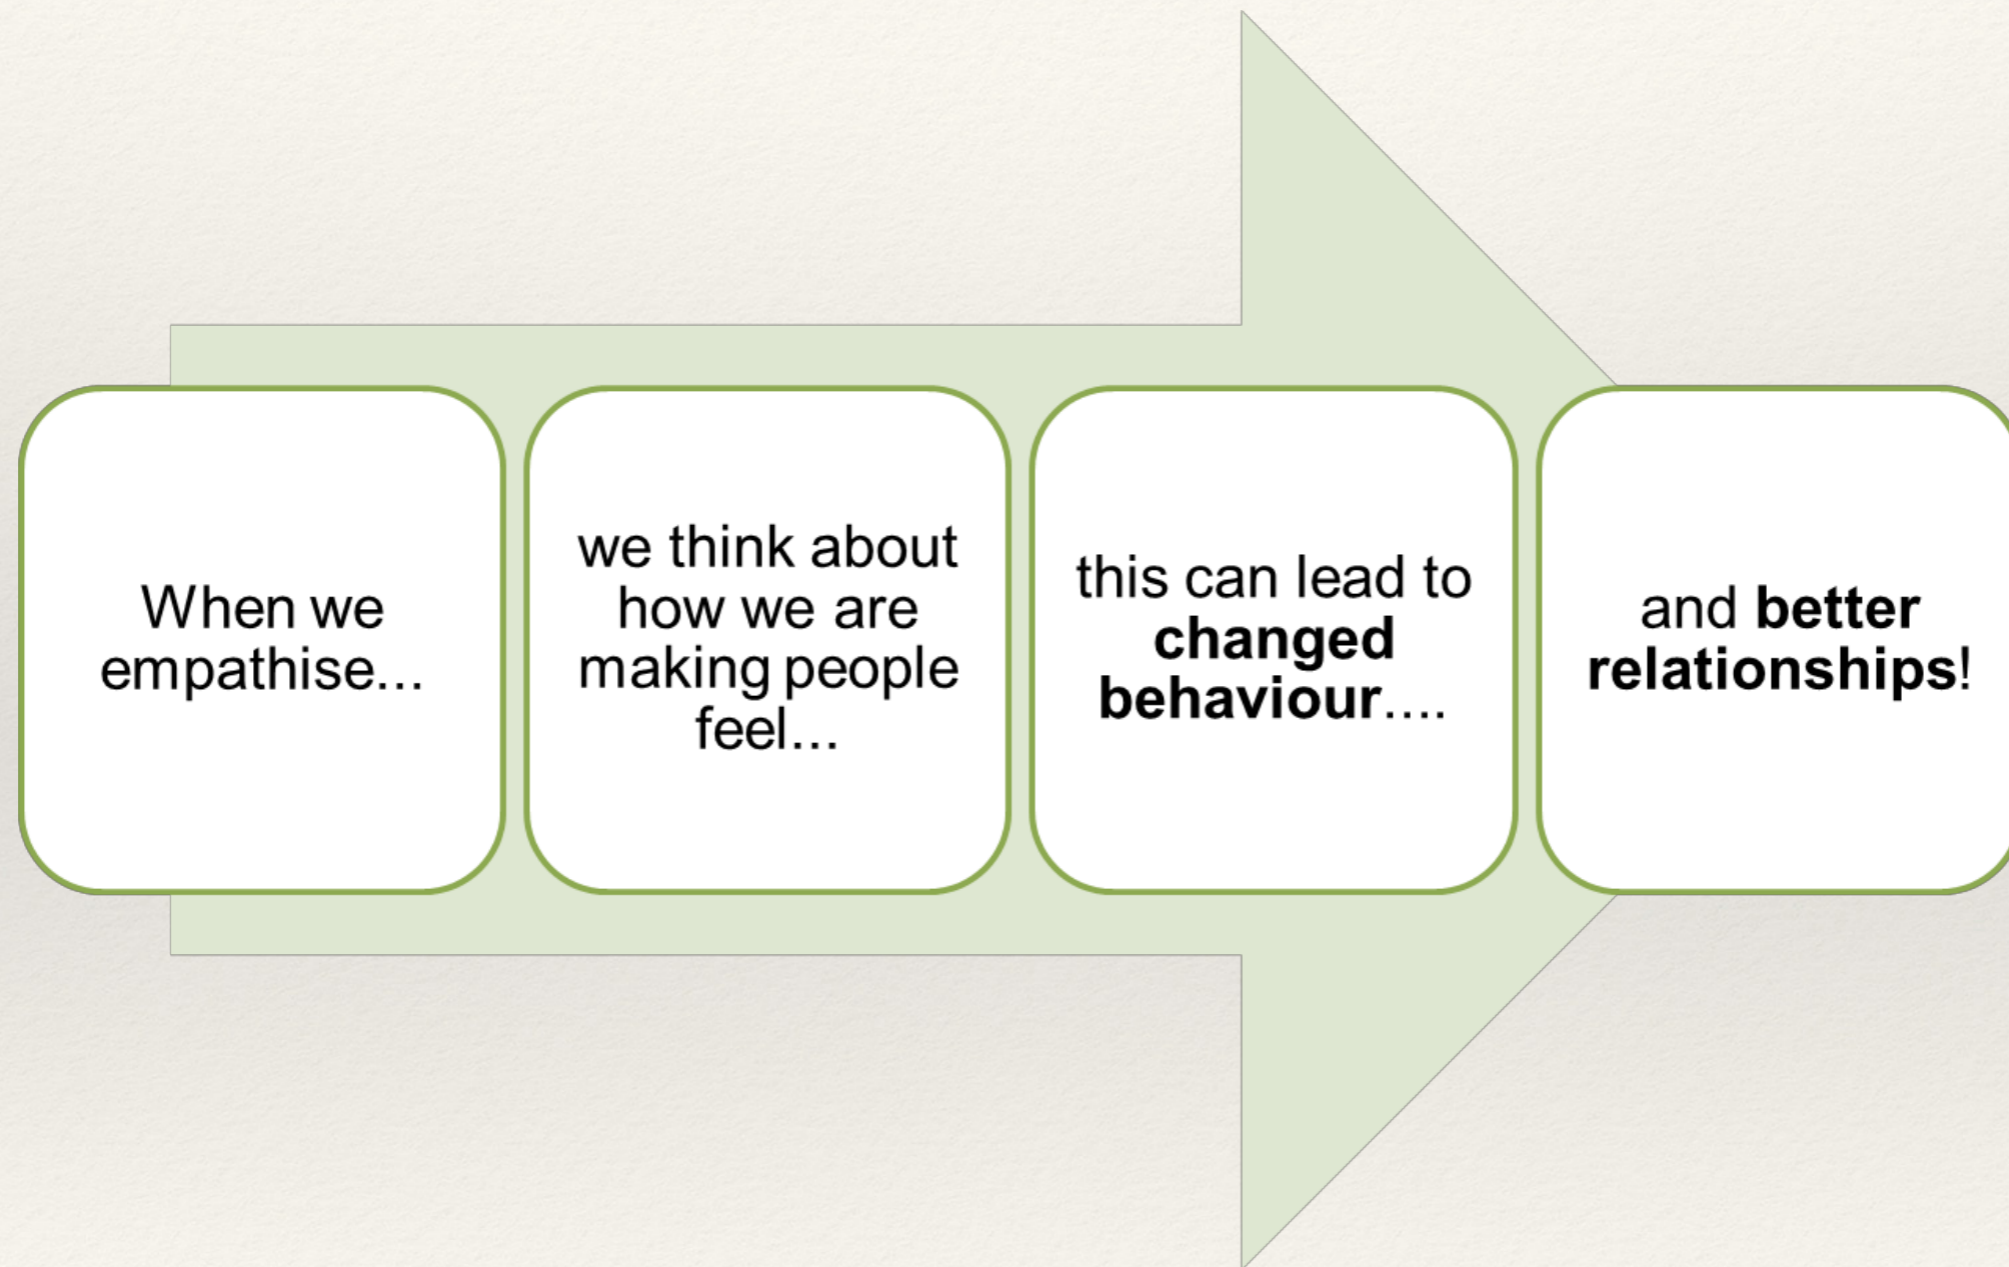 When we
empathise...
we think about
how we are
making people
feel...
this can lead to
changed
behaviour....
and better
relationships!